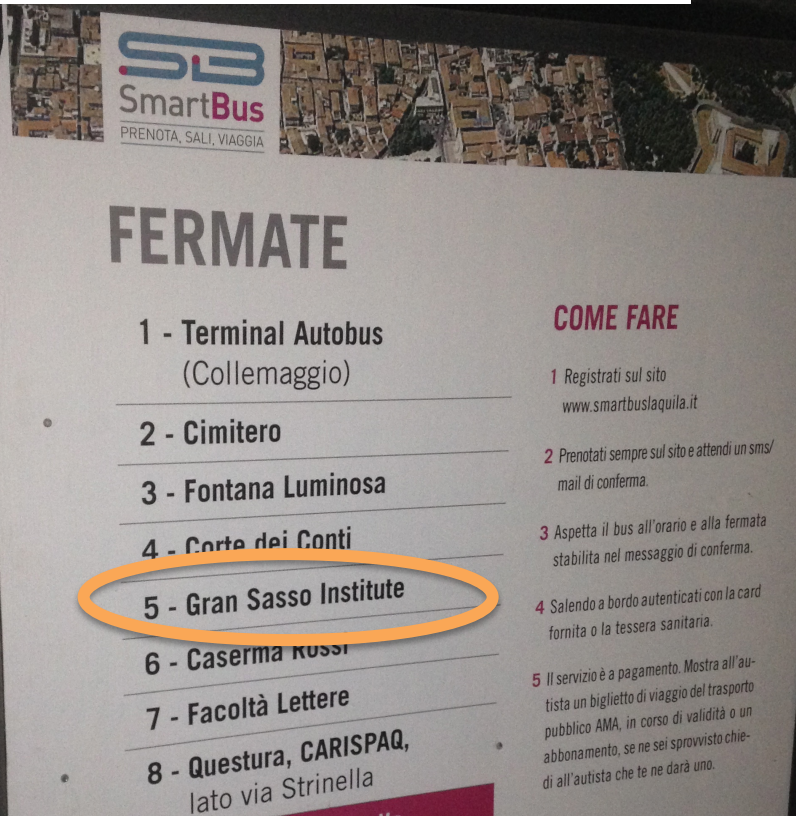 SB
SmartBus
PRENOTA, SALI, VIAGGIA
FERMATE
1 - Terminal Autobus
(Collemaggio)
2 - Cimitero
3 - Fontana Luminosa
4 - Corte dei Conti
5 - Gran Sasso Institute
6 - Caserma Rossi
7 - Facoltà Lettere
8 - Questura, CARISPAQ,
lato via Strinella
COME FARE
1 Registrati sul sito
www.smartbuslaquila.it
2 Prenotati sempre sul sito e attendi un sms/
mail di conferma.
3 Aspetta il bus all'orario e alla fermata
stabilita nel messaggio di conferma.
4 Salendo a bordo autenticati con la card
fornita o la tessera sanitaria.
5 Il servizio è a pagamento. Mostra all'au-
tista un biglietto di viaggio del trasporto
pubblico AMA, in corso di validità o un
abbonamento, se ne sei sprovvisto chie-
di all'autista che te ne darà uno.